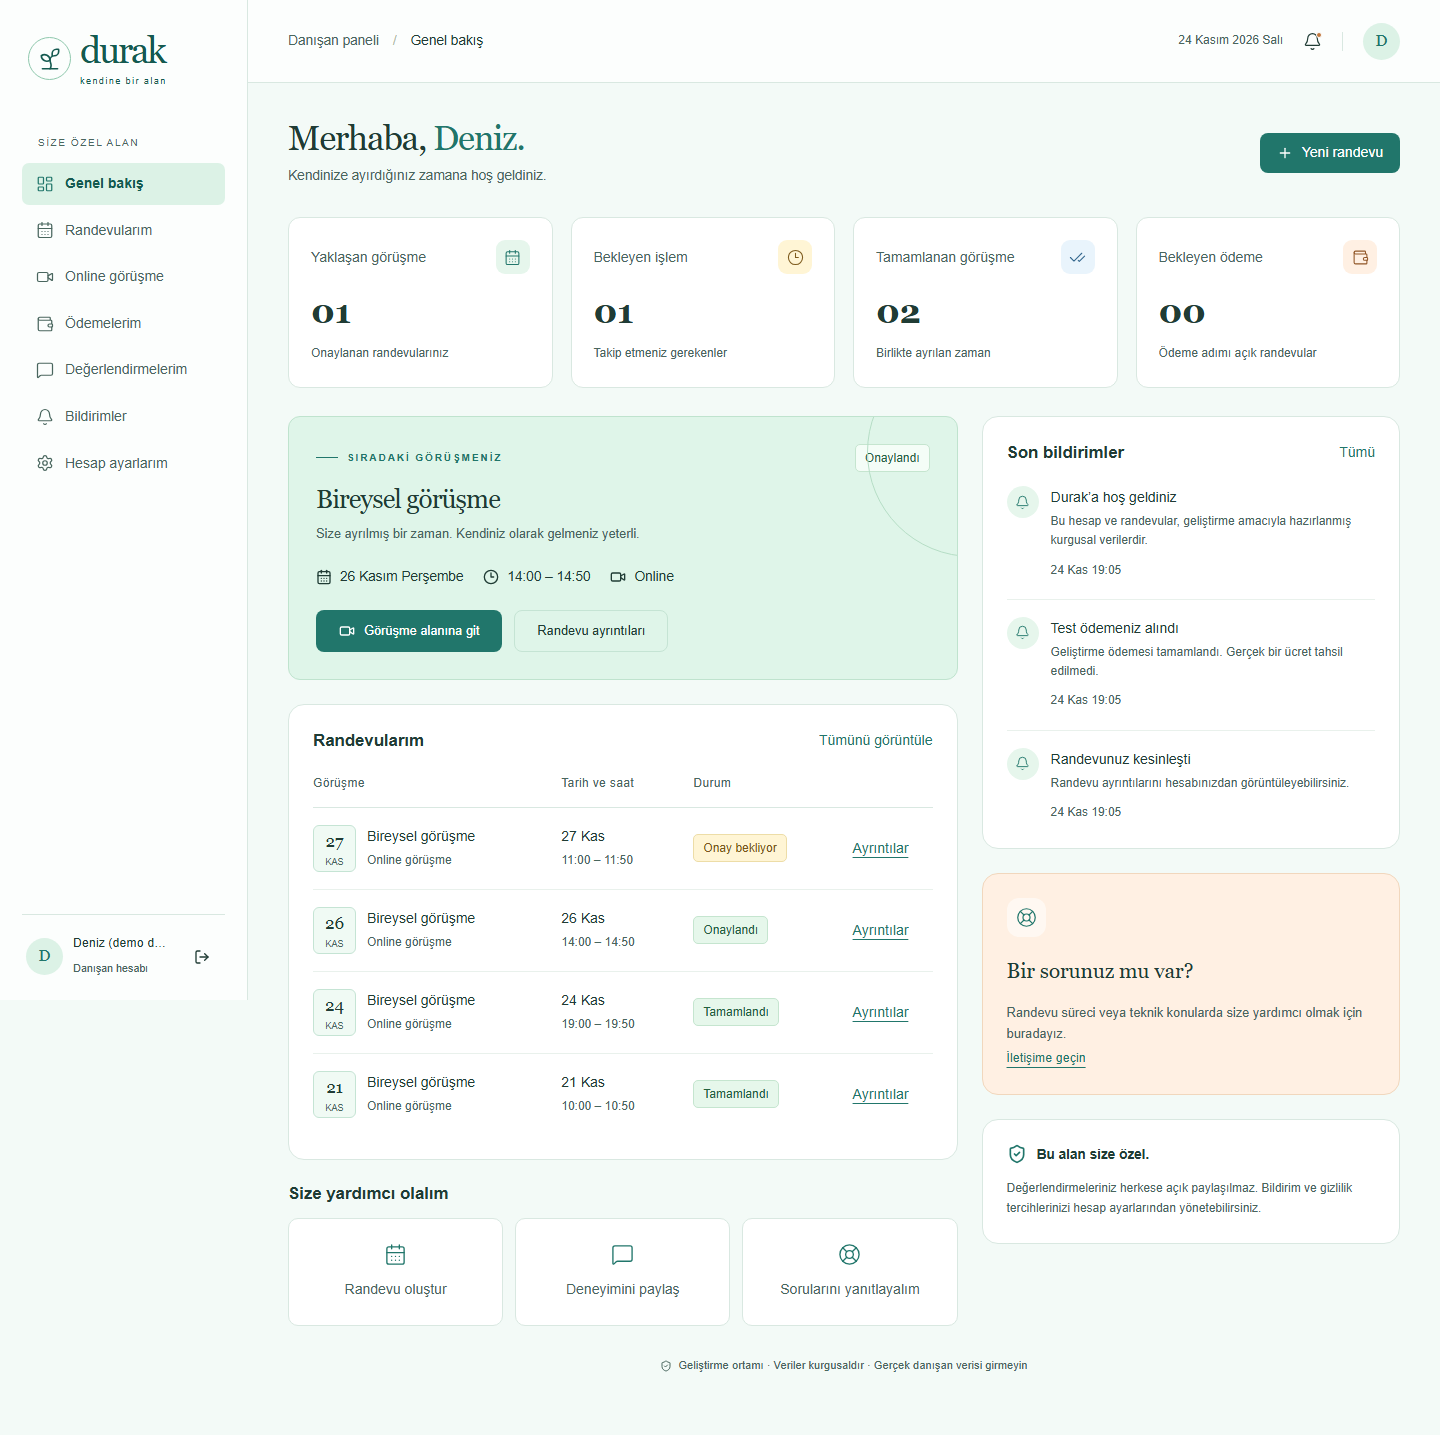 durak
kendine bir alan
SİZE ÖZEL ALAN
Genel bakış
Randevularım
Online görüşme
Ödemelerim
Değerlendirmelerim
Bildirimler
Hesap ayarlarım
D
Deniz (demo d...
Danışan hesabı
Danışan paneli / Genel bakış
24 Kasım 2026 Salı
D
Merhaba, Deniz.
Kendinize ayırdığınız zamana hoş geldiniz.
Yeni randevu
Yaklaşan görüşme
01
Onaylanan randevularınız
Bekleyen işlem
01
Takip etmeniz gerekenler
Tamamlanan görüşme
02
Birlikte ayrılan zaman
Bekleyen ödeme
00
Ödeme adımı açık randevular
SIRADAKİ GÖRÜŞMENİZ
Onaylandı
Bireysel görüşme
Size ayrılmış bir zaman. Kendiniz olarak gelmeniz yeterli.
26 Kasım Perşembe 14:00 – 14:50 Online
Görüşme alanına git
Randevu ayrıntıları
Randevularım
Tümünü görüntüle
Görüşme Tarih ve saat Durum
27 KAS
Bireysel görüşme
Online görüşme
27 Kas
11:00 – 11:50
Onay bekliyor
Ayrıntılar
26 KAS
Bireysel görüşme
Online görüşme
26 Kas
14:00 – 14:50
Onaylandı
Ayrıntılar
24 KAS
Bireysel görüşme
Online görüşme
24 Kas
19:00 – 19:50
Tamamlandı
Ayrıntılar
21 KAS
Bireysel görüşme
Online görüşme
21 Kas
10:00 – 10:50
Tamamlandı
Ayrıntılar
Size yardımcı olalım
Randevu oluştur
Deneyimini paylaş
Sorularını yanıtlayalım
Son bildirimler
Tümü
Durak’a hoş geldiniz
Bu hesap ve randevular, geliştirme amacıyla hazırlanmış
kurgusal verilerdir.
24 Kas 19:05
Test ödemeniz alındı
Geliştirme ödemesi tamamlandı. Gerçek bir ücret tahsil
edilmedi.
24 Kas 19:05
Randevunuz kesinleşti
Randevu ayrıntılarını hesabınızdan görüntüleyebilirsiniz.
24 Kas 19:05
Bir sorunuz mu var?
Randevu süreci veya teknik konularda size yardımcı olmak için
buradayız.
İletişime geçin
Bu alan size özel.
Değerlendirmeleriniz herkese açık paylaşılmaz. Bildirim ve gizlilik
tercihlerinizi hesap ayarlarından yönetebilirsiniz.
Geliştirme ortamı · Veriler kurgusaldır · Gerçek danışan verisi girmeyin